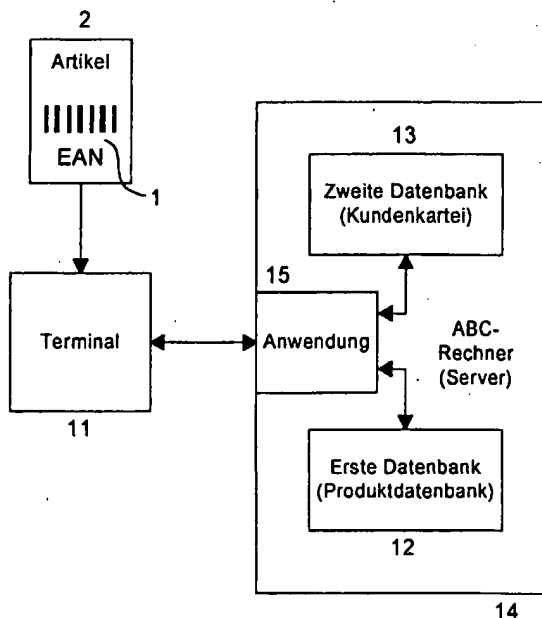 2
Artikel
EAN
1
Terminal
11
13
Zweite Datenbank
(Kundenkartei)
15
Anwendung
ABC-
Rechner
(Server)
Erste Datenbank
(Produktdatenbank)
12
14